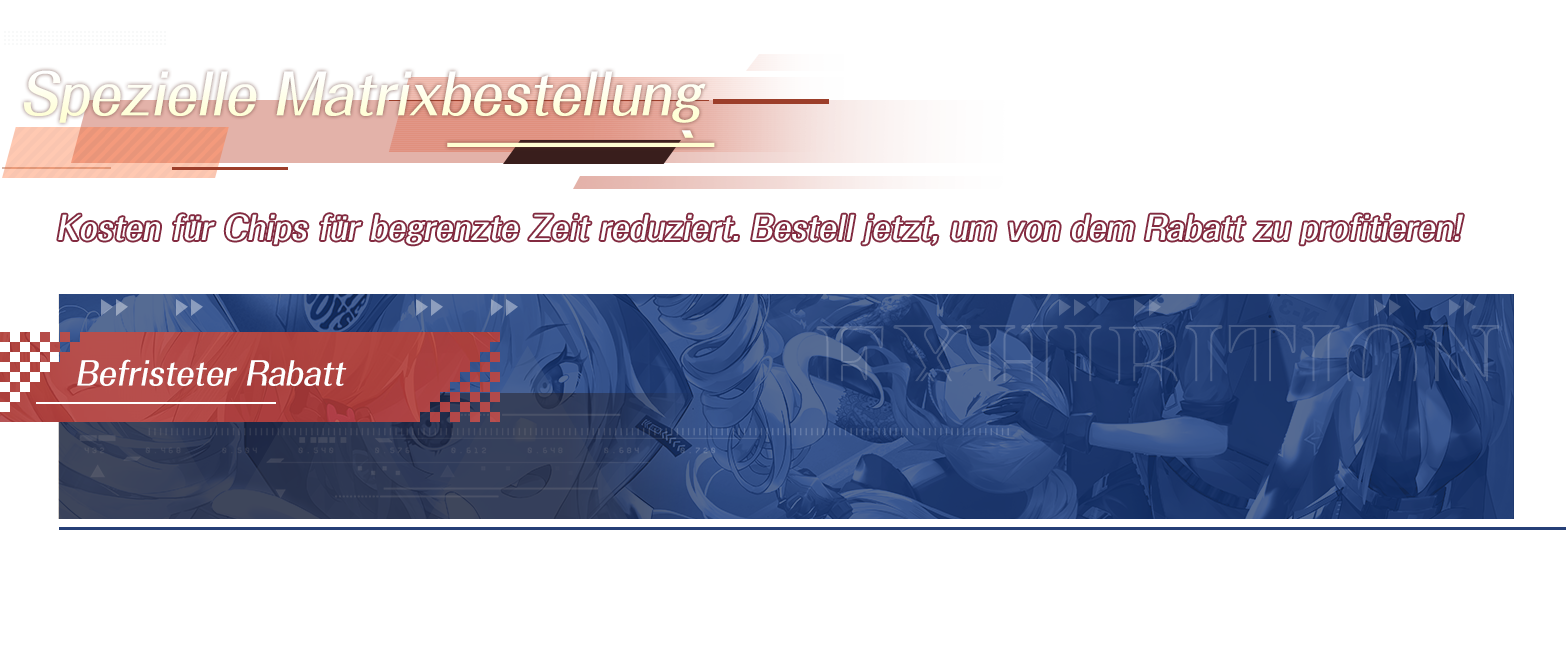 Spezielle Matrixbestellung
Kosten für Chips für begrenzte Zeit reduziert. Bestell jetzt, um von dem Rabatt zu profitieren!
EXHIBITION
Befristeter Rabatt